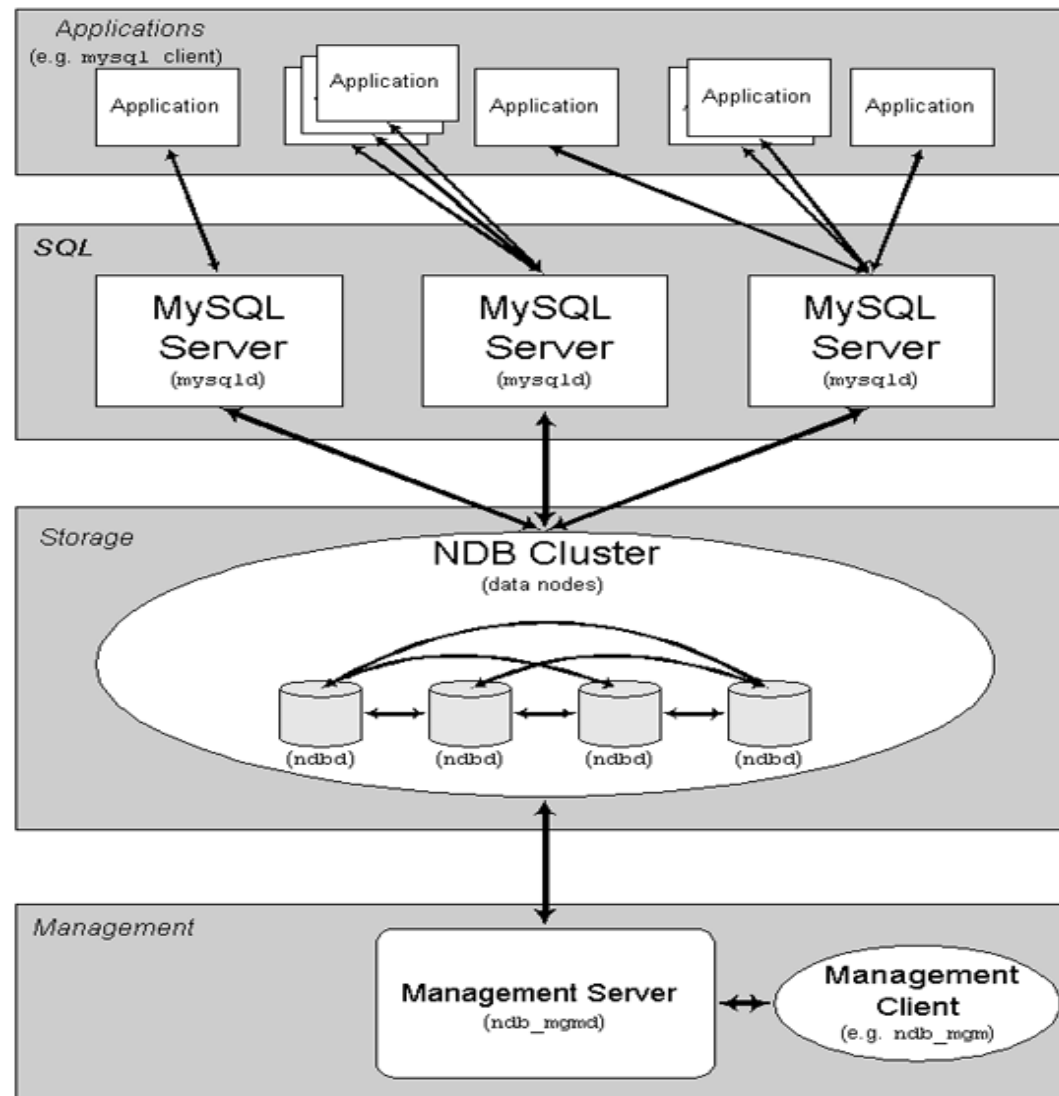 Applications
(e.g. mysql client)
Application
Application
Application
Application
Application
SQL
MySQL
Server
(mysqld)
MySQL
Server
(mysqld)
MySQL
Server
(mysqld)
Storage
NDB Cluster
(data nodes)
(ndbd)
(ndbd)
(ndbd)
(ndbd)
Management
Management Server
(ndb_mgmd)
Management
Client
(e.g. ndb_mgm)